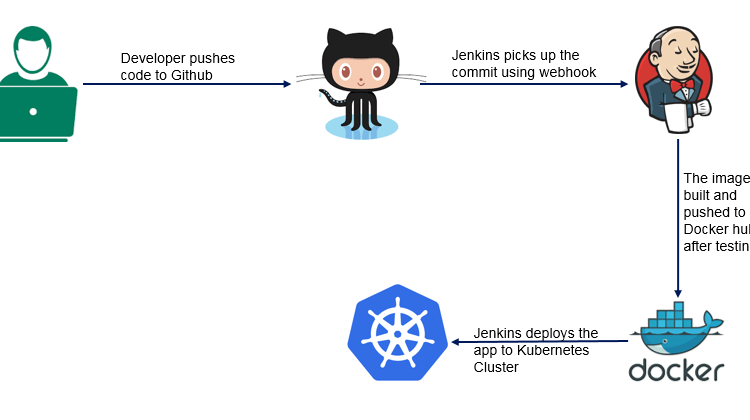 Developer pushes
code to Github
Jenkins picks up the
commit using webhook
The image
built and
pushed to
Docker
after
Jenkins deploys the
app to Kubernetes
Cluster
docker